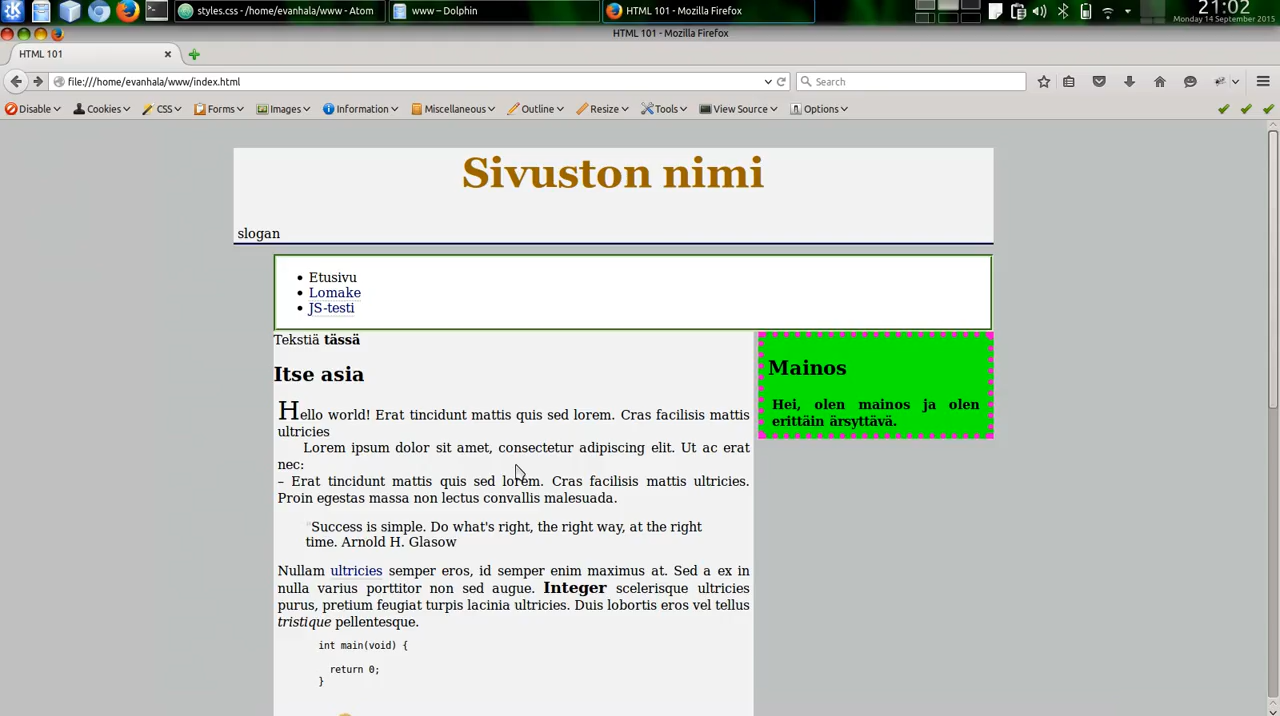 styles.css - /home/evanhala/www - Atom
www – Dolphin
HTML 101 - Mozilla Firefox
21:02
Monday 14 September 2015
HTML 101 - Mozilla Firefox
HTML 101
file:///home/evanhala/www/index.html
Search
Disable
Cookies
CSS
Forms
Images
Information
Miscellaneous
Outline
Resize
Tools
View Source
Options
Sivuston nimi
slogan
• Etusivu
• Lomake
• JS-testi
Tekstiä tässä
Itse asia
Hello world! Erat tincidunt mattis quis sed lorem. Cras facilisis mattis
ultricies
Lorem ipsum dolor sit amet, consectetur adipiscing elit. Ut ac erat
nec:
– Erat tincidunt mattis quis sed lorem. Cras facilisis mattis ultricies.
Proin egestas massa non lectus convallis malesuada.
"Success is simple. Do what's right, the right way, at the right
time. Arnold H. Glasow
Nullam ultricies semper eros, id semper enim maximus at. Sed a ex in
nulla varius porttitor non sed augue. Integer scelerisque ultricies
purus, pretium feugiat turpis lacinia ultricies. Duis lobortis eros vel tellus
tristique pellentesque.
int main(void) {
return 0;
}
Mainos
Hei, olen mainos ja olen
erittäin ärsyttävä.